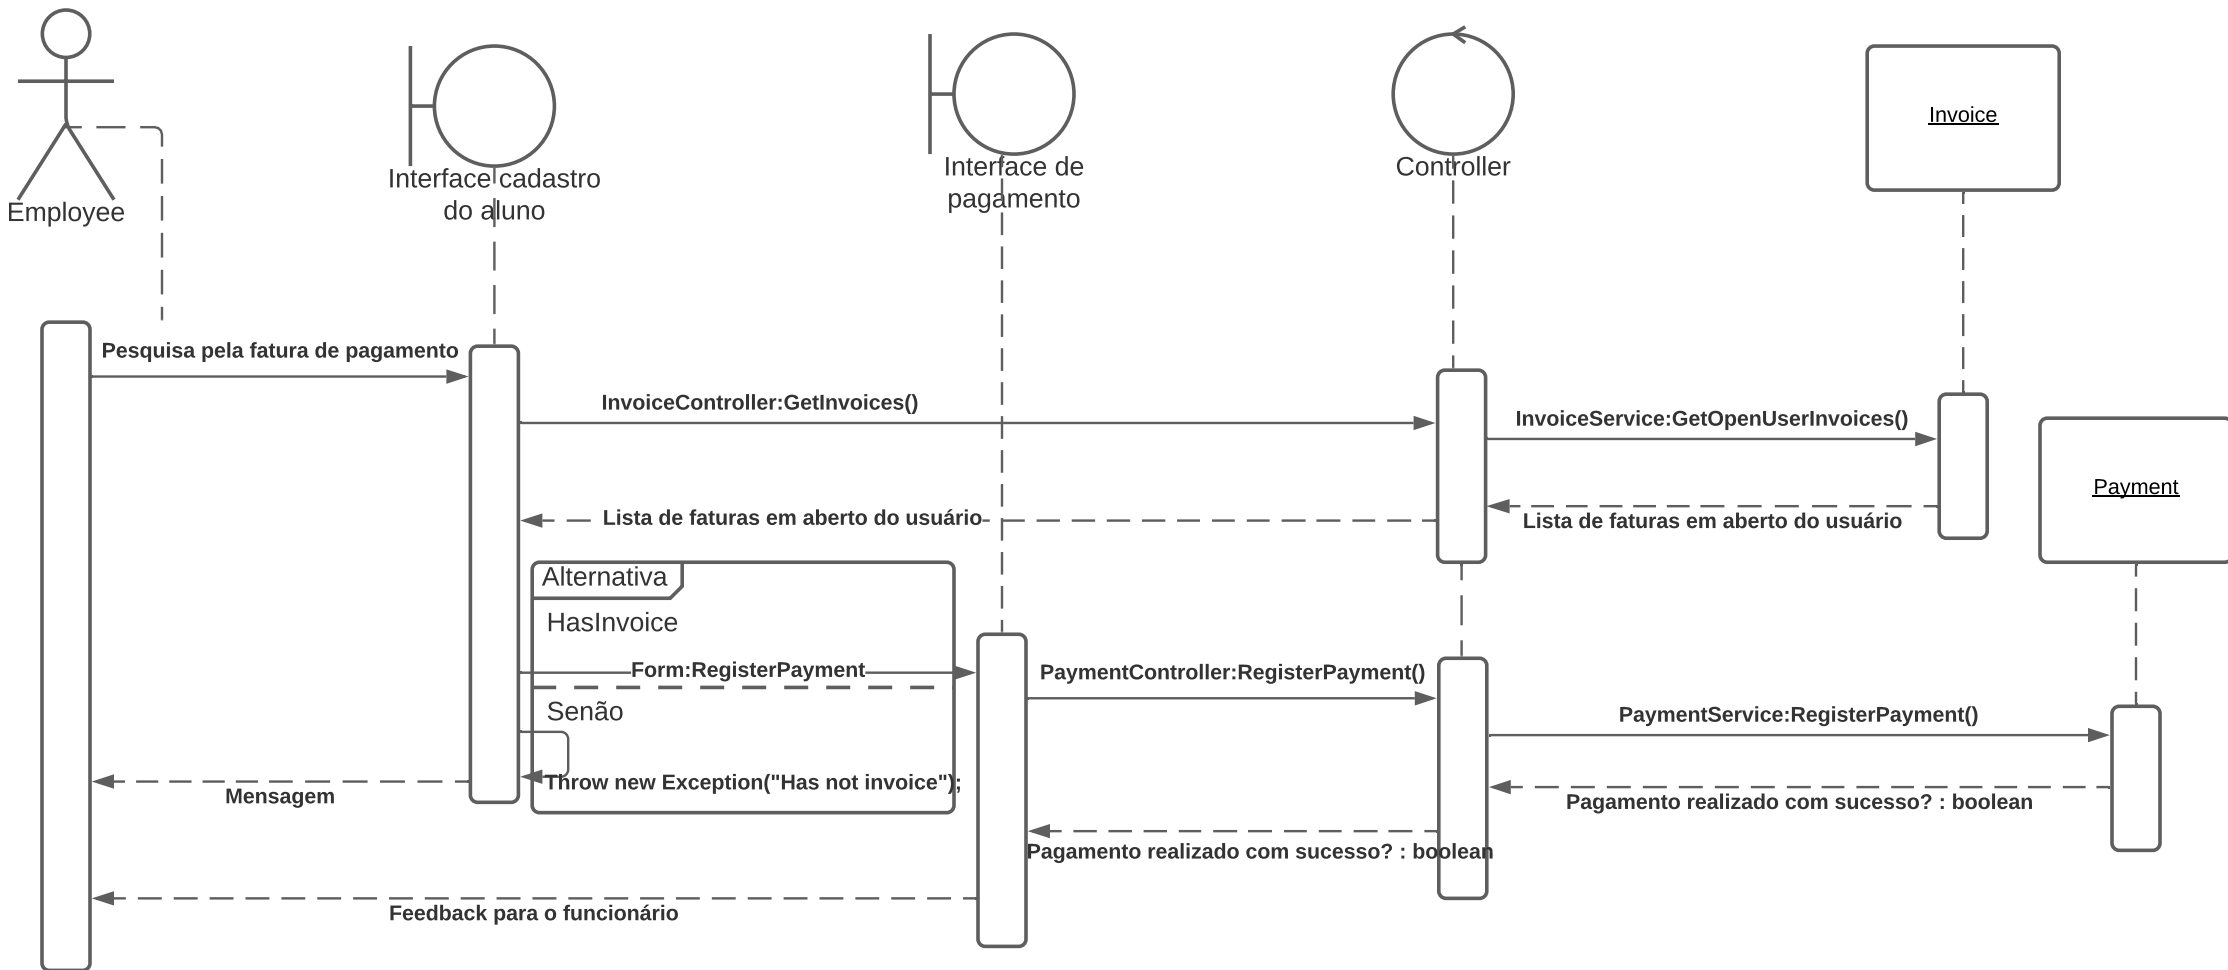 Employee
Interface cadastro
do aluno
Interface de
pagamento
Controller
Invoice
Pesquisa pela fatura de pagamento
InvoiceController:GetInvoices()
InvoiceService:GetOpenUserInvoices()
Payment
Lista de faturas em aberto do usuário
Lista de faturas em aberto do usuário
Alternativa
HasInvoice
Form:RegisterPayment
PaymentController:RegisterPayment()
Senão
PaymentService:RegisterPayment()
Throw new Exception("Has not invoice");
Mensagem
Pagamento realizado com sucesso? : boolean
Pagamento realizado com sucesso? : boolean
Feedback para o funcionário